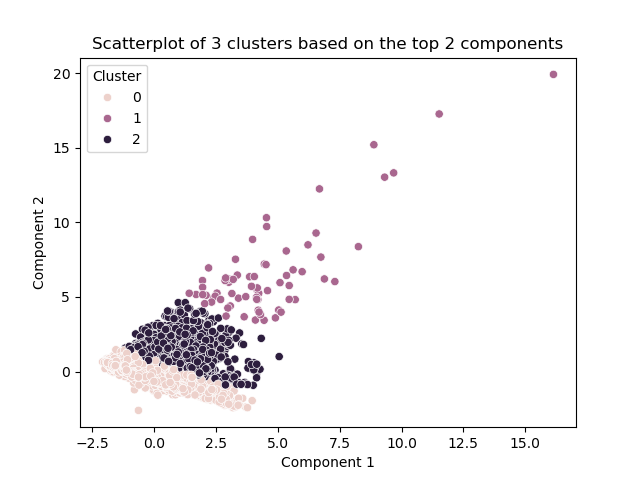 Scatterplot of 3 clusters based on the top 2 components
Cluster
0
1
2
20
15
10
5
0
Component 2
−2.5 0.0 2.5 5.0 7.5 10.0 12.5 15.0
Component 1